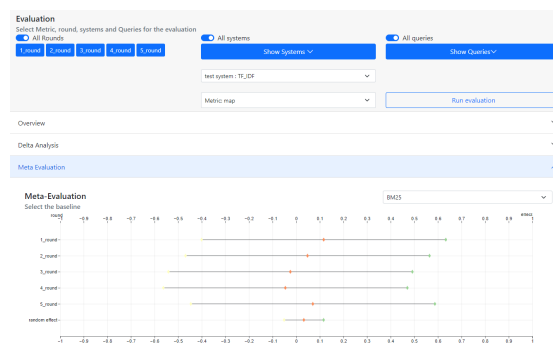 Evaluation
Select Metric, round, systems and Queries for the evaluation
All Rounds
All systems
All queries
1_round 2_round 3_round 4_round 5_round
Show Systems
Show Queries
test system : TF_IDF
Metric map
Run evaluation
Overview
Delta Analysis
Meta Evaluation
Meta-Evaluation
BM25
Select the baseline
round
effect
-1 -0.9 -0.8 -0.7 -0.6 -0.5 -0.4 -0.3 -0.2 -0.1 0 0.1 0.2 0.3 0.4 0.5 0.6 0.7 0.8 0.9 1
1_round
2_round
3_round
4_round
5_round
random effect
-1 -0.9 -0.8 -0.7 -0.6 -0.5 -0.4 -0.3 -0.2 -0.1 0 0.1 0.2 0.3 0.4 0.5 0.6 0.7 0.8 0.9 1